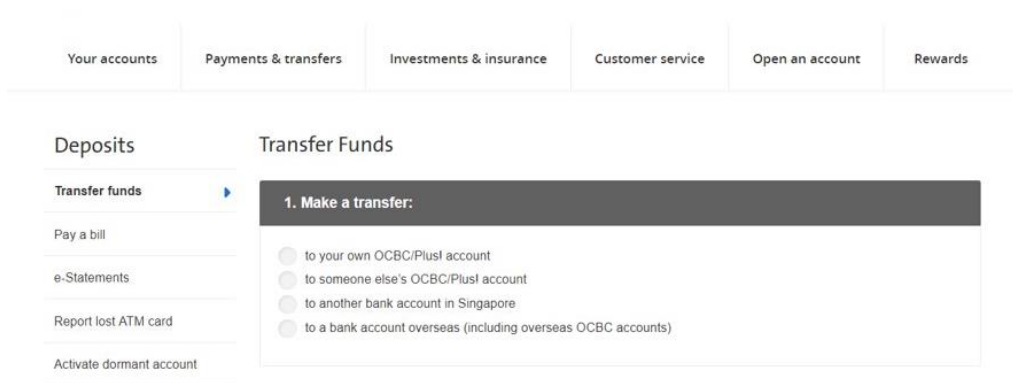 Your accounts
Payments & transfers
Investments & insurance
Customer service
Open an account
Rewards
Deposits
Transfer funds
Pay a bill
e-Statements
Report lost ATM card
Activate dormant account
Transfer Funds
1. Make a transfer:
to your own OCBC/Plus! account
to someone else's OCBC/Plus! account
to another bank account in Singapore
to a bank account overseas (including overseas OCBC accounts)